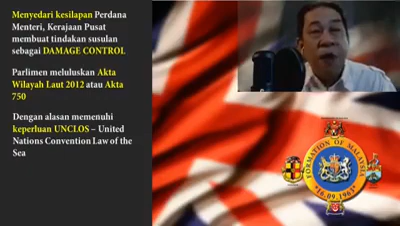 Menyedari kesilapan Perdana
Menteri, Kerajaan Pusat
membuat tindakan susulan
sebagai DAMAGE CONTROL
Parlimen meluluskan Akta
Wilayah Laut 2012 atau Akta
750
Dengan alasan memenuhi
keperluan UNCLOS – United
Nations Convention Law of the
Sea
FORMATION OF MALAYSIA
*16.09.1963*